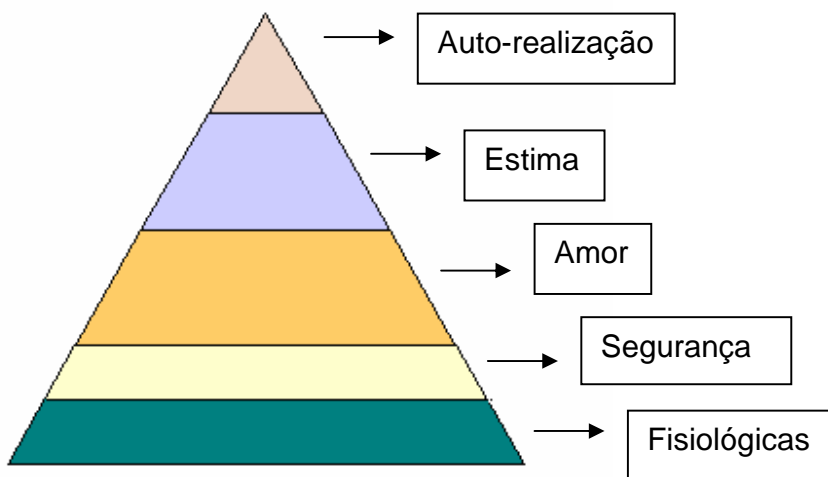 Auto-realização
Estima
Amor
Segurança
Fisiológicas